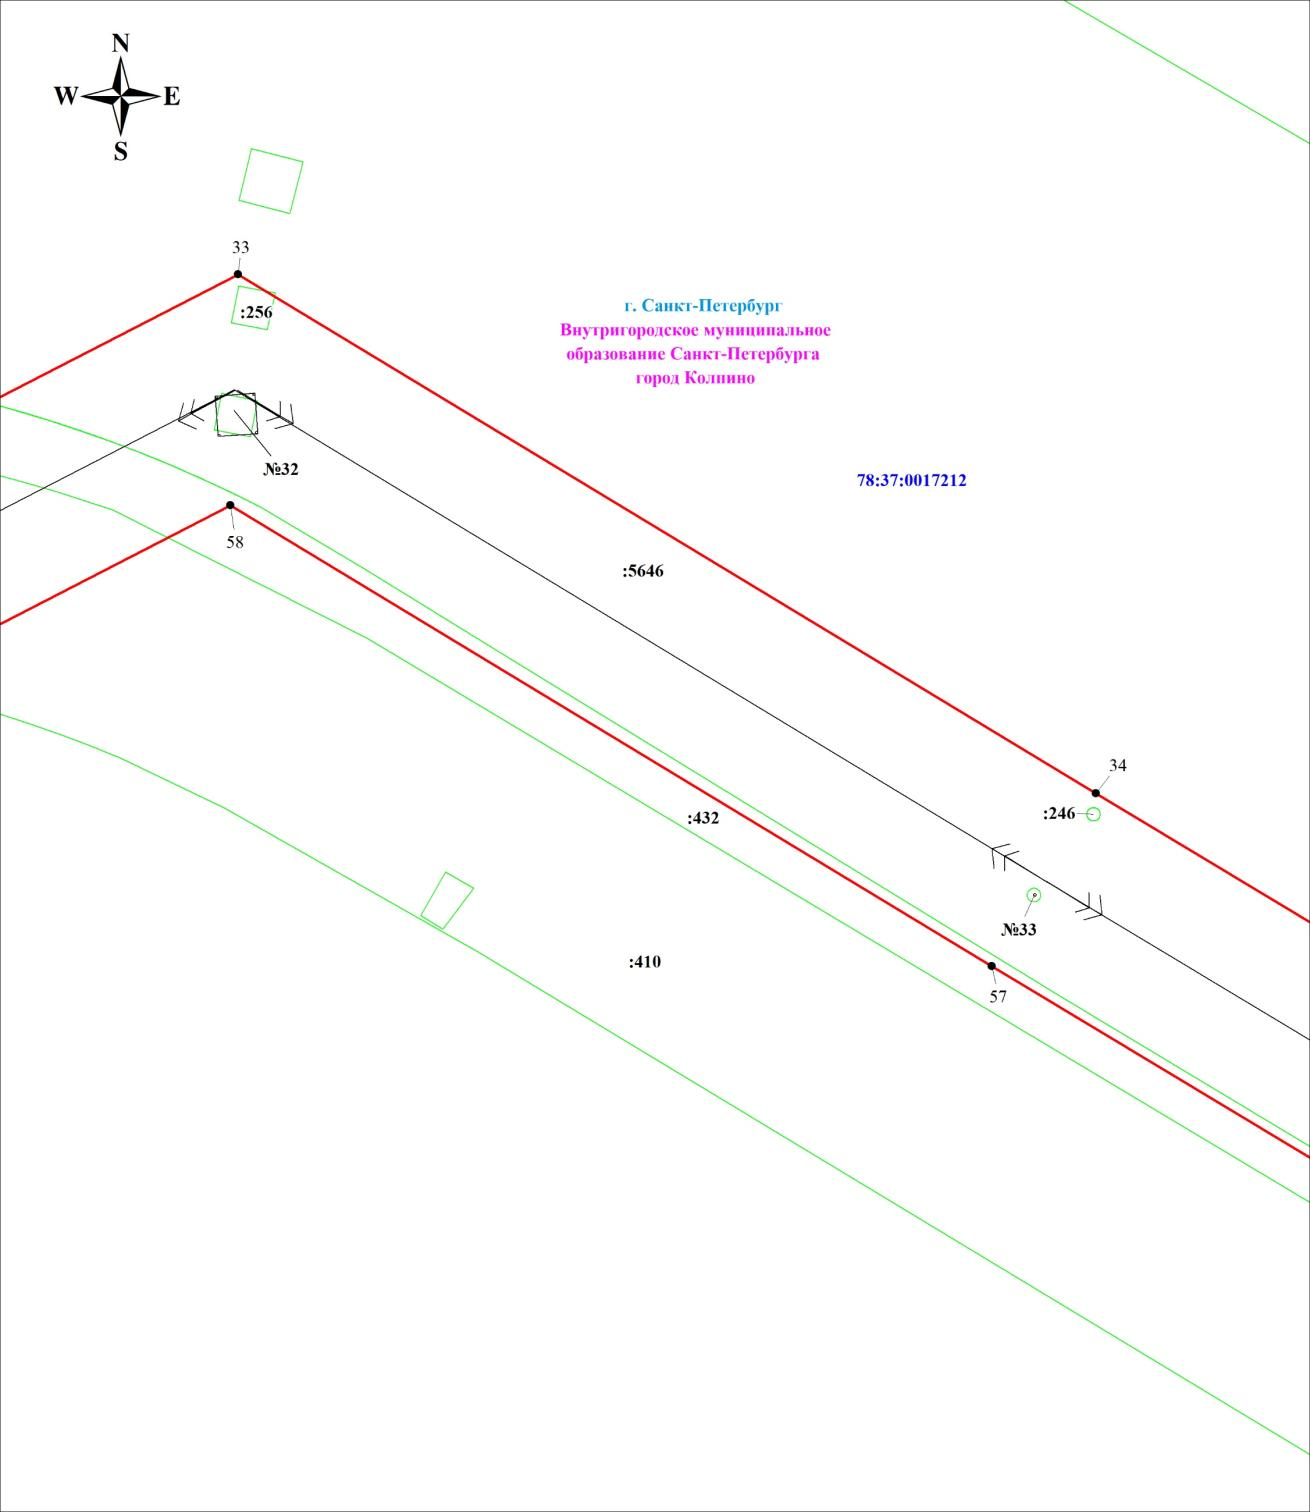 N
W E
S
33
:256
г. Санкт-Петербург
Внутригородское муниципальное
образование Санкт-Петербурга
город Колпино
№32
78:37:0017212
58
:5646
34
:246
:432
№33
:410
57